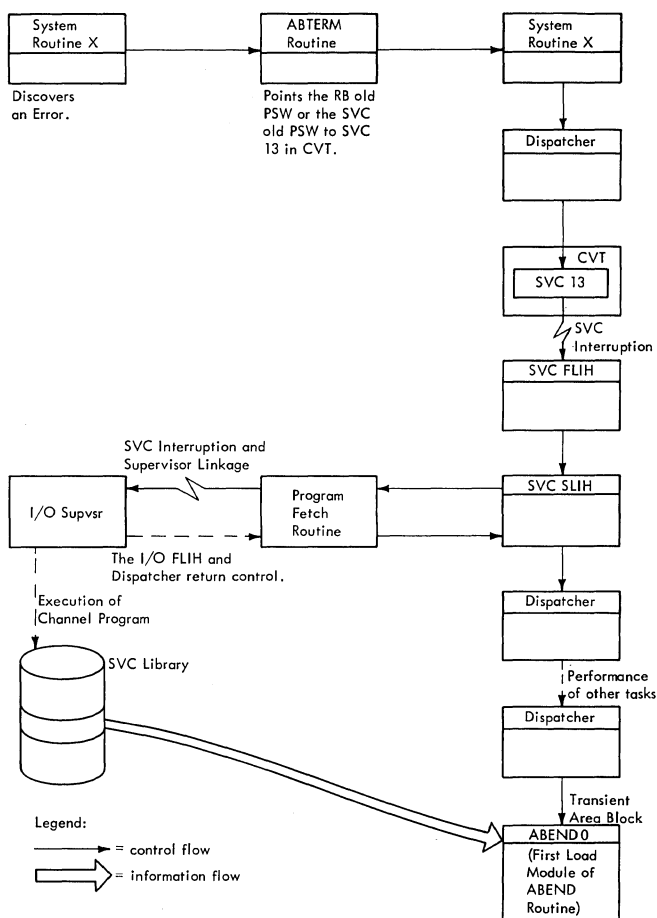 System
Routine X
Discovers
an Error.
ABTERM
Routine
Points the RB old
PSW or the SVC
old PSW to SVC
13 in CVT.
System
Routine X
Dispatcher
CVT
SVC 13
SVC
Interruption
SVC FLIH
SVC Interruption and
Supervisor Linkage
I/O Supvsr
Program
Fetch
Routine
SVC SLIH
The I/O FLIH and
Dispatcher return control.
Execution of
Channel Program
Dispatcher
SVC Library
Performance
of other tasks
Dispatcher
Transient
Area Block
ABEND0
(First Load
Module of
ABEND
Routine)
Legend:
= control flow
= information flow